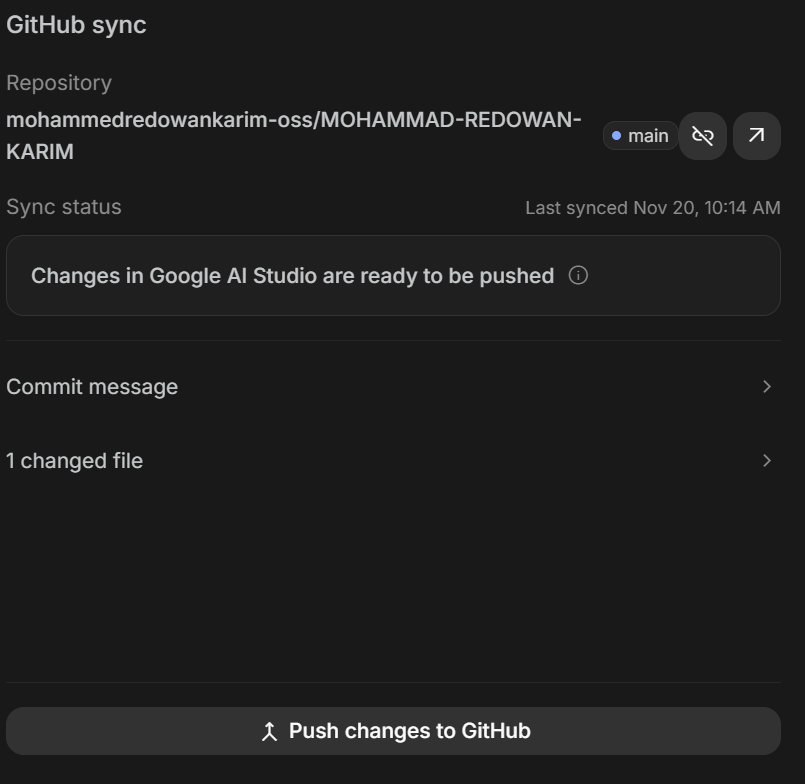 GitHub sync
Repository
mohammedredowankarim-oss/MOHAMMAD-REDOWAN-
KARIM
main
Sync status
Last synced Nov 20, 10:14 AM
Changes in Google AI Studio are ready to be pushed
Commit message
1 changed file
Push changes to GitHub